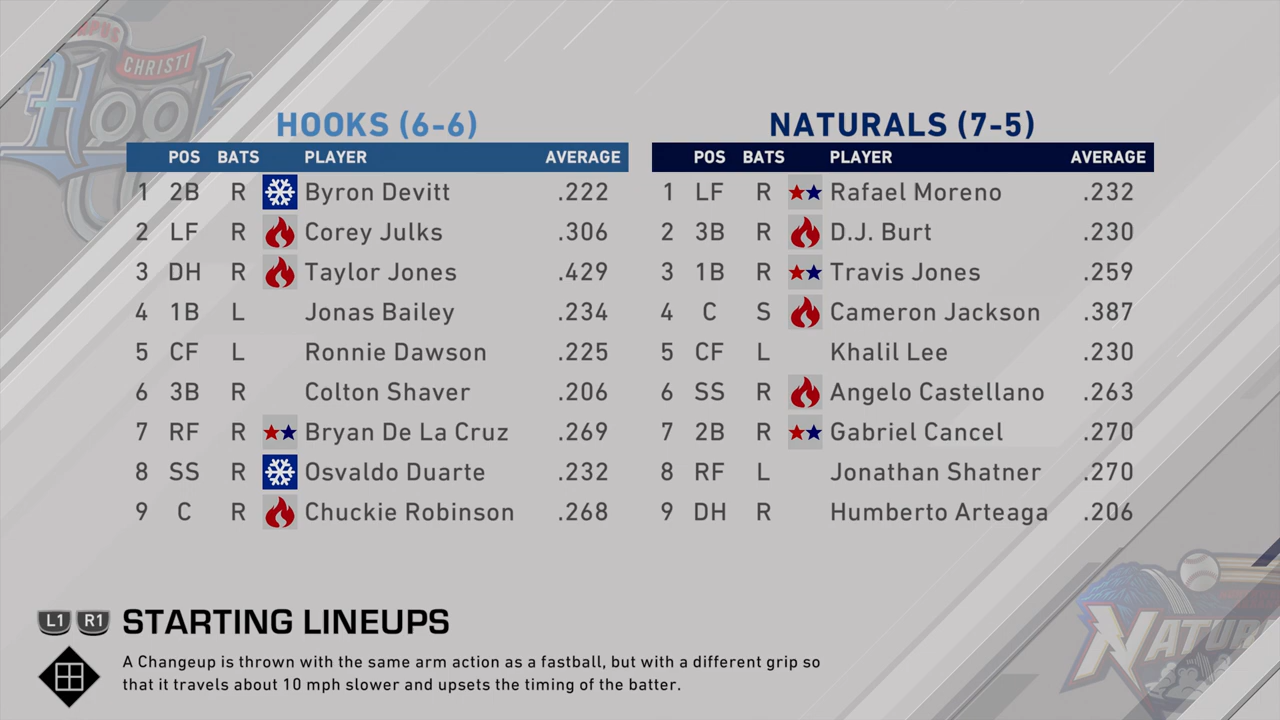 CHRISTI
HOOKS (6-6)
POS BATS PLAYER AVERAGE
1 2B R Byron Devitt .222
2 LF R Corey Julks .306
3 DH R Taylor Jones .429
4 1B L Jonas Bailey .234
5 CF L Ronnie Dawson .225
6 3B R Colton Shaver .206
7 RF R Bryan De La Cruz .269
8 SS R Osvaldo Duarte .232
9 C R Chuckie Robinson .268
NATURALS (7-5)
POS BATS PLAYER AVERAGE
1 LF R Rafael Moreno .232
2 3B R D.J. Burt .230
3 1B R Travis Jones .259
4 C S Cameron Jackson .387
5 CF L Khalil Lee .230
6 SS R Angelo Castellano .263
7 2B R Gabriel Cancel .270
8 RF L Jonathan Shatner .270
9 DH R Humberto Arteaga .206
L1 R1 STARTING LINEUPS
A Changeup is thrown with the same arm action as a fastball, but with a different grip so
that it travels about 10 mph slower and upsets the timing of the batter.